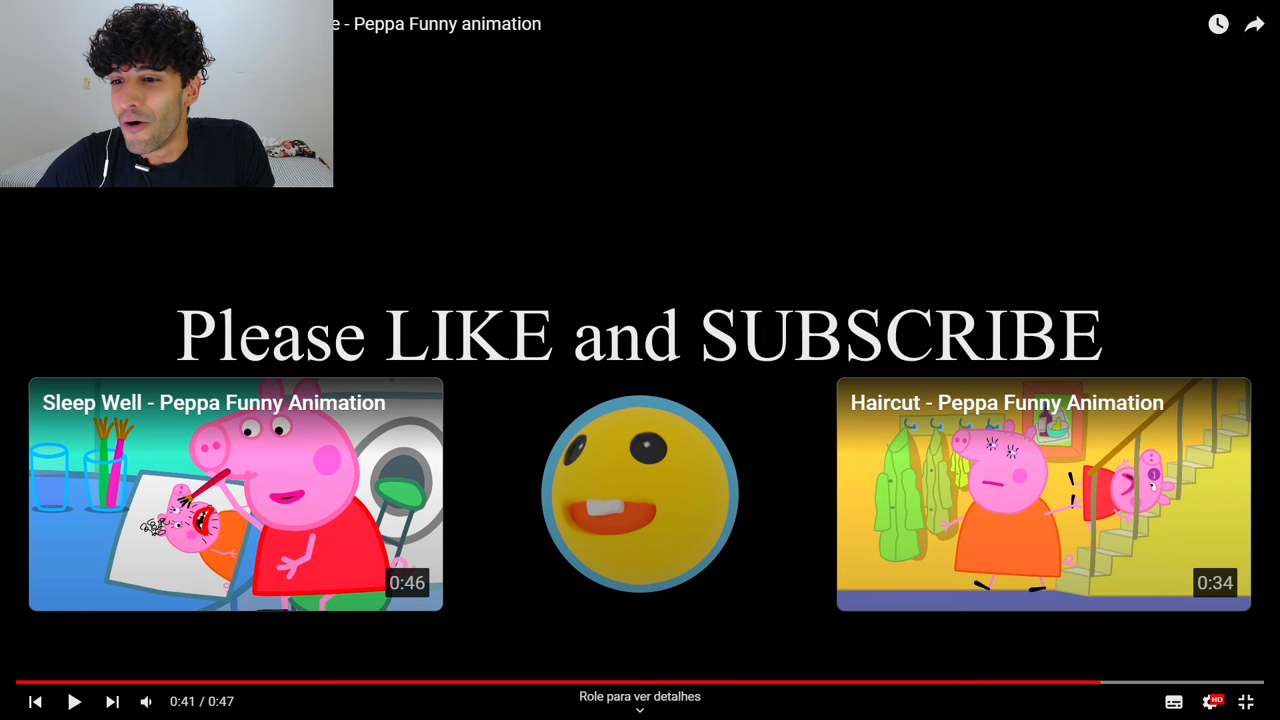 e - Peppa Funny animation
Please LIKE and SUBSCRIBE
Sleep Well - Peppa Funny Animation
0:46
Haircut - Peppa Funny Animation
0:34
0:41 / 0:47
Role para ver detalhes
HD